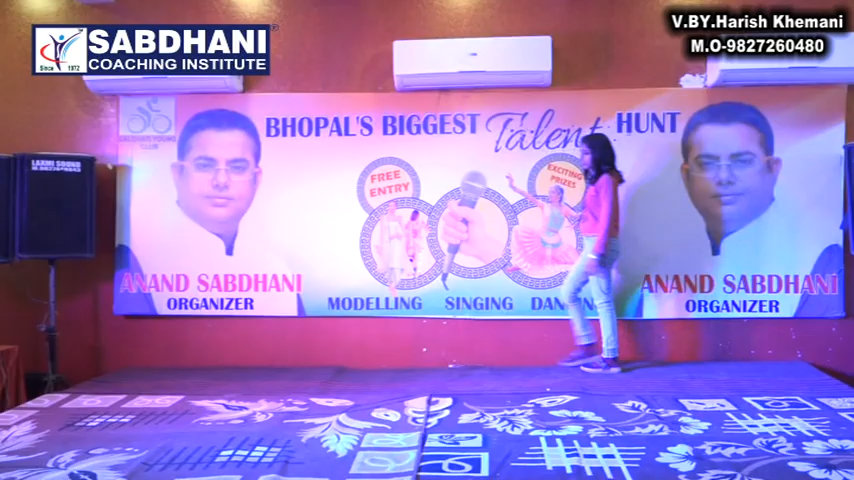 SABDHANI
COACHING INSTITUTE
Since 1972
V.BY.Harish Khemani
M.O-9827260480
LAXMI SOUND
BHOPAL'S BIGGEST Talent HUNT
FREE
ENTRY
EXCITING
PRIZES
ANAND SABDHANI
ORGANIZER
MODELLING SINGING
ANAND SABDHANI
ORGANIZER